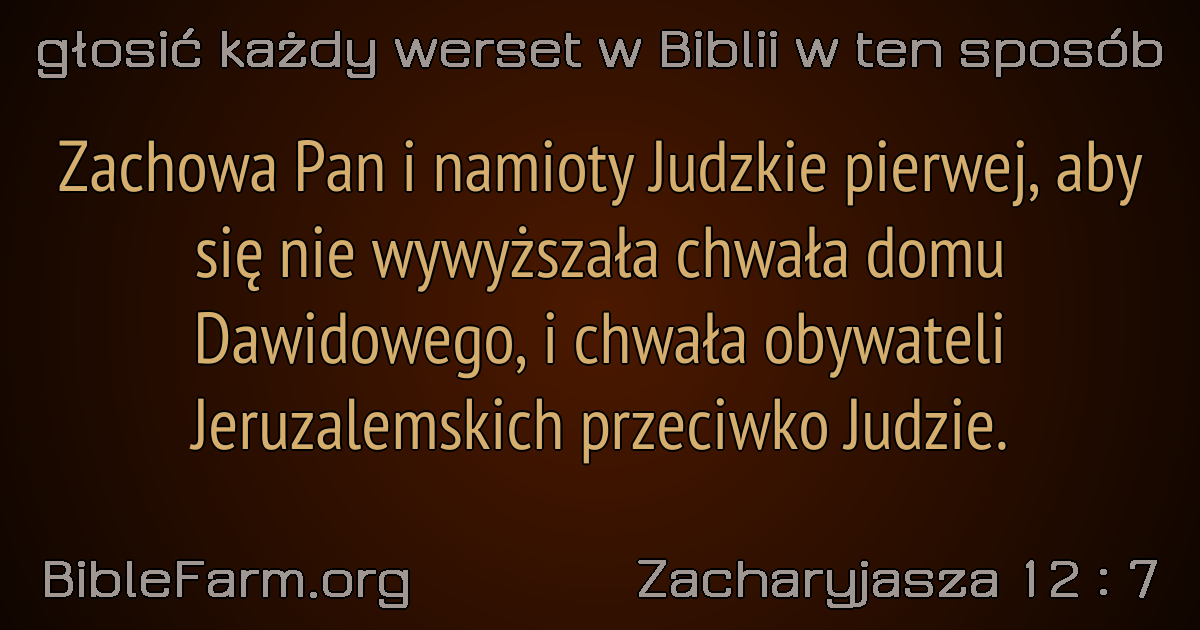 głosić każdy werset w Biblii w ten sposób
Zachowa Pan i namioty Judzkie pierwej, aby
się nie wywyższała chwała domu
Dawidowego, i chwała obywateli
Jeruzalemskich przeciwko Judzie.
BibleFarm.org
Zacharyjasza 12 : 7